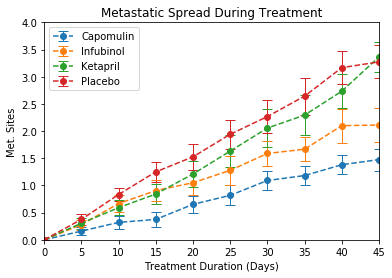 Metastatic Spread During Treatment
Capomulin
Infubinol
Ketapril
Placebo
Met. Sites
4.0
3.5
3.0
2.5
2.0
1.5
1.0
0.5
0.0
0 5 10 15 20 25 30 35 40 45
Treatment Duration (Days)